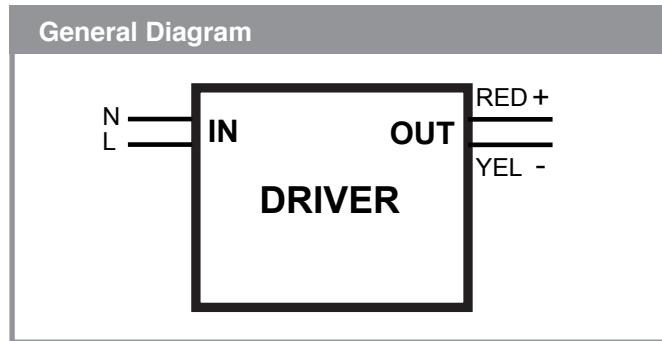 General Diagram
N
L
IN
OUT
RED +
YEL -
DRIVER